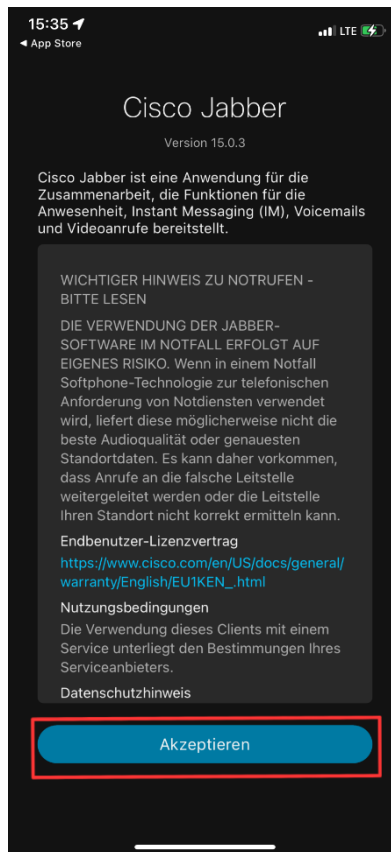 15:35
LTE
◀ App Store
Cisco Jabber
Version 15.0.3
Cisco Jabber ist eine Anwendung für die
Zusammenarbeit, die Funktionen für die
Anwesenheit, Instant Messaging (IM), Voicemails
und Videoanrufe bereitstellt.
WICHTIGER HINWEIS ZU NOTRUFEN -
BITTE LESEN
DIE VERWENDUNG DER JABBER-
SOFTWARE IM NOTFALL ERFOLGT AUF
EIGENES RISIKO. Wenn in einem Notfall
Softphone-Technologie zur telefonischen
Anforderung von Notdiensten verwendet
wird, liefert diese möglicherweise nicht die
beste Audioqualität oder genauesten
Standortdaten. Es kann daher vorkommen,
dass Anrufe an die falsche Leitstelle
weitergeleitet werden oder die Leitstelle
Ihren Standort nicht korrekt ermitteln kann.
Endbenutzer-Lizenzvertrag
https://www.cisco.com/en/US/docs/general/
warranty/English/EU1KEN_.html
Nutzungsbedingungen
Die Verwendung dieses Clients mit einem
Service unterliegt den Bestimmungen Ihres
Serviceanbieters.
Datenschutzhinweis
Akzeptieren